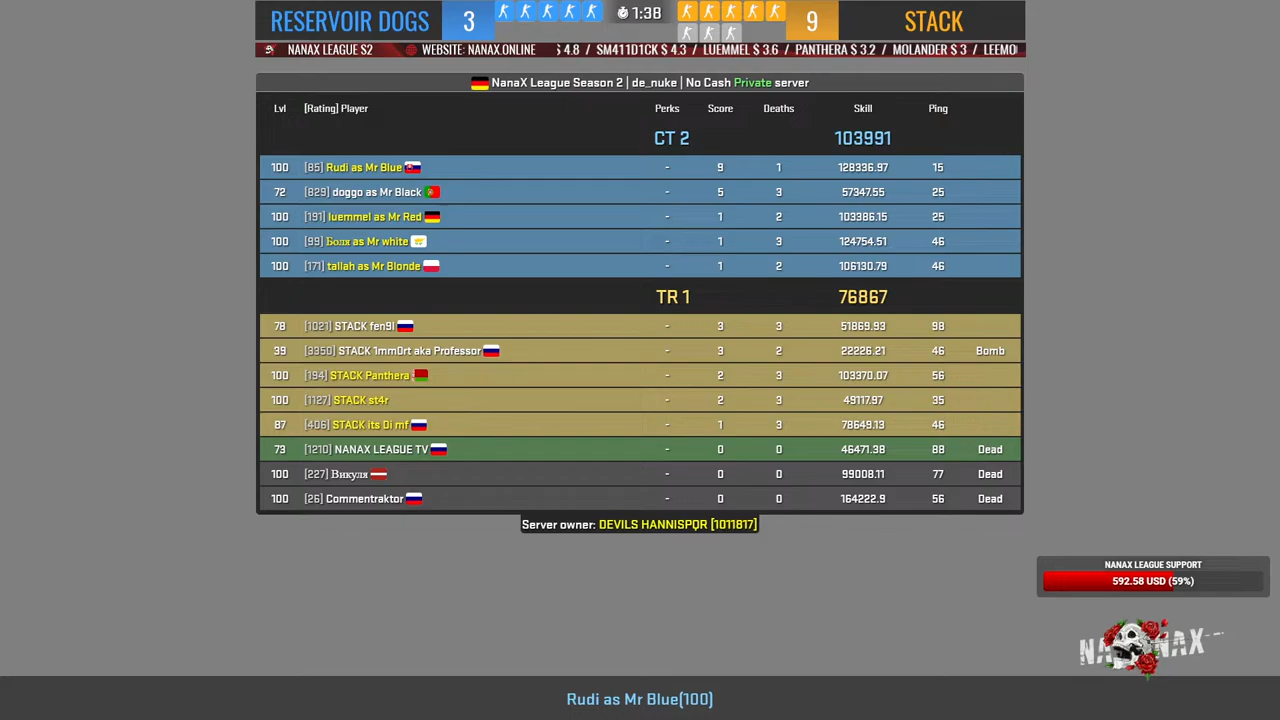 RESERVOIR DOGS 3 1:38 9 STACK
NANAX LEAGUE S2 WEBSITE: NANAX.ONLINE $ 4.8 / SM411D1CK $ 4.3 / LUEMMEL $ 3.6 / PANTHERA $ 3.2 / MOLANDER $ 3 / LEEMO
NanaX League Season 2 | de_nuke | No Cash Private server
Lvl [Rating] Player Perks Score Deaths Skill Ping
CT 2 103991
100 [85] Rudi as Mr Blue - 9 1 128336.97 15
72 [829] doggo as Mr Black - 5 3 57347.55 25
100 [191] luemmel as Mr Red - 1 2 103386.15 25
100 [99] Боля as Mr white - 1 3 124754.51 46
100 [171] tallah as Mr Blonde - 1 2 106130.79 46
TR 1 76867
78 [1021] STACK fen9l - 3 3 51869.93 98
39 [3350] STACK 1mm0rt aka Professor - 3 2 22226.21 46 Bomb
100 [194] STACK Panthera - 2 3 103370.07 56
100 [1127] STACK st4r - 2 3 49117.97 35
87 [406] STACK its Di mf - 1 3 78649.13 46
73 [1210] NANAX LEAGUE TV - 0 0 46471.38 88 Dead
100 [227] Викуля - 0 0 99008.11 77 Dead
100 [26] Commentraktor - 0 0 164222.9 56 Dead
Server owner: DEVILS HANNISPQR [1011817]
NANAX LEAGUE SUPPORT
592.58 USD (59%)
NANAX
Rudi as Mr Blue(100)